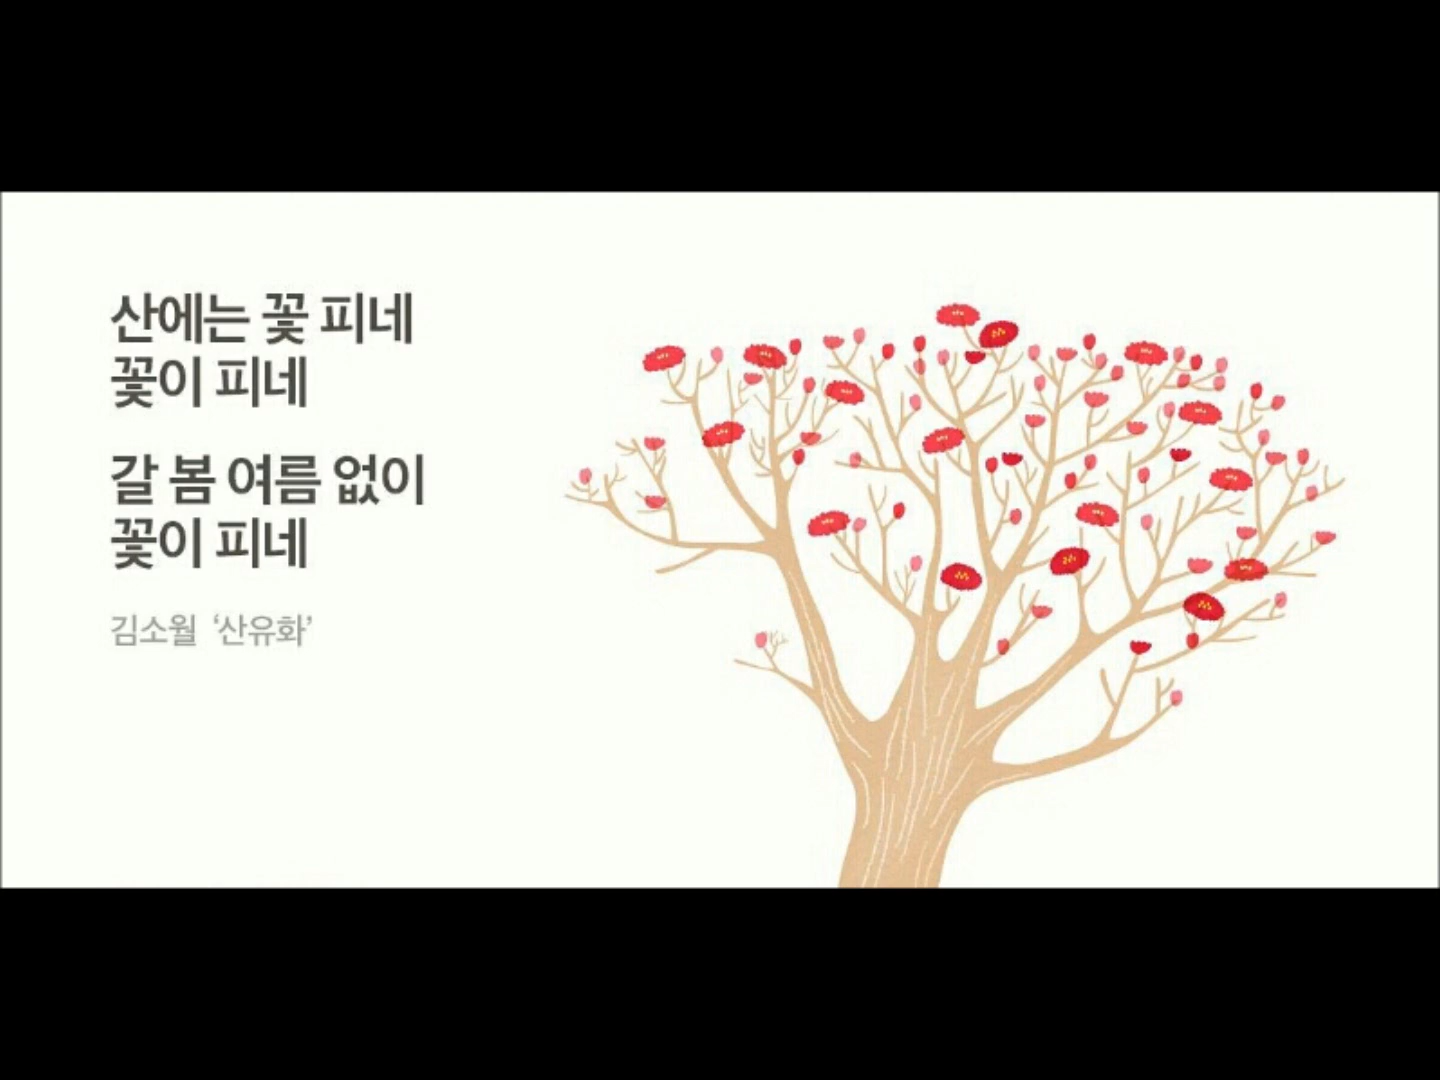 산에는 꽃 피네
꽃이 피네
갈 봄 여름 없이
꽃이 피네
김소월 ‘산유화’